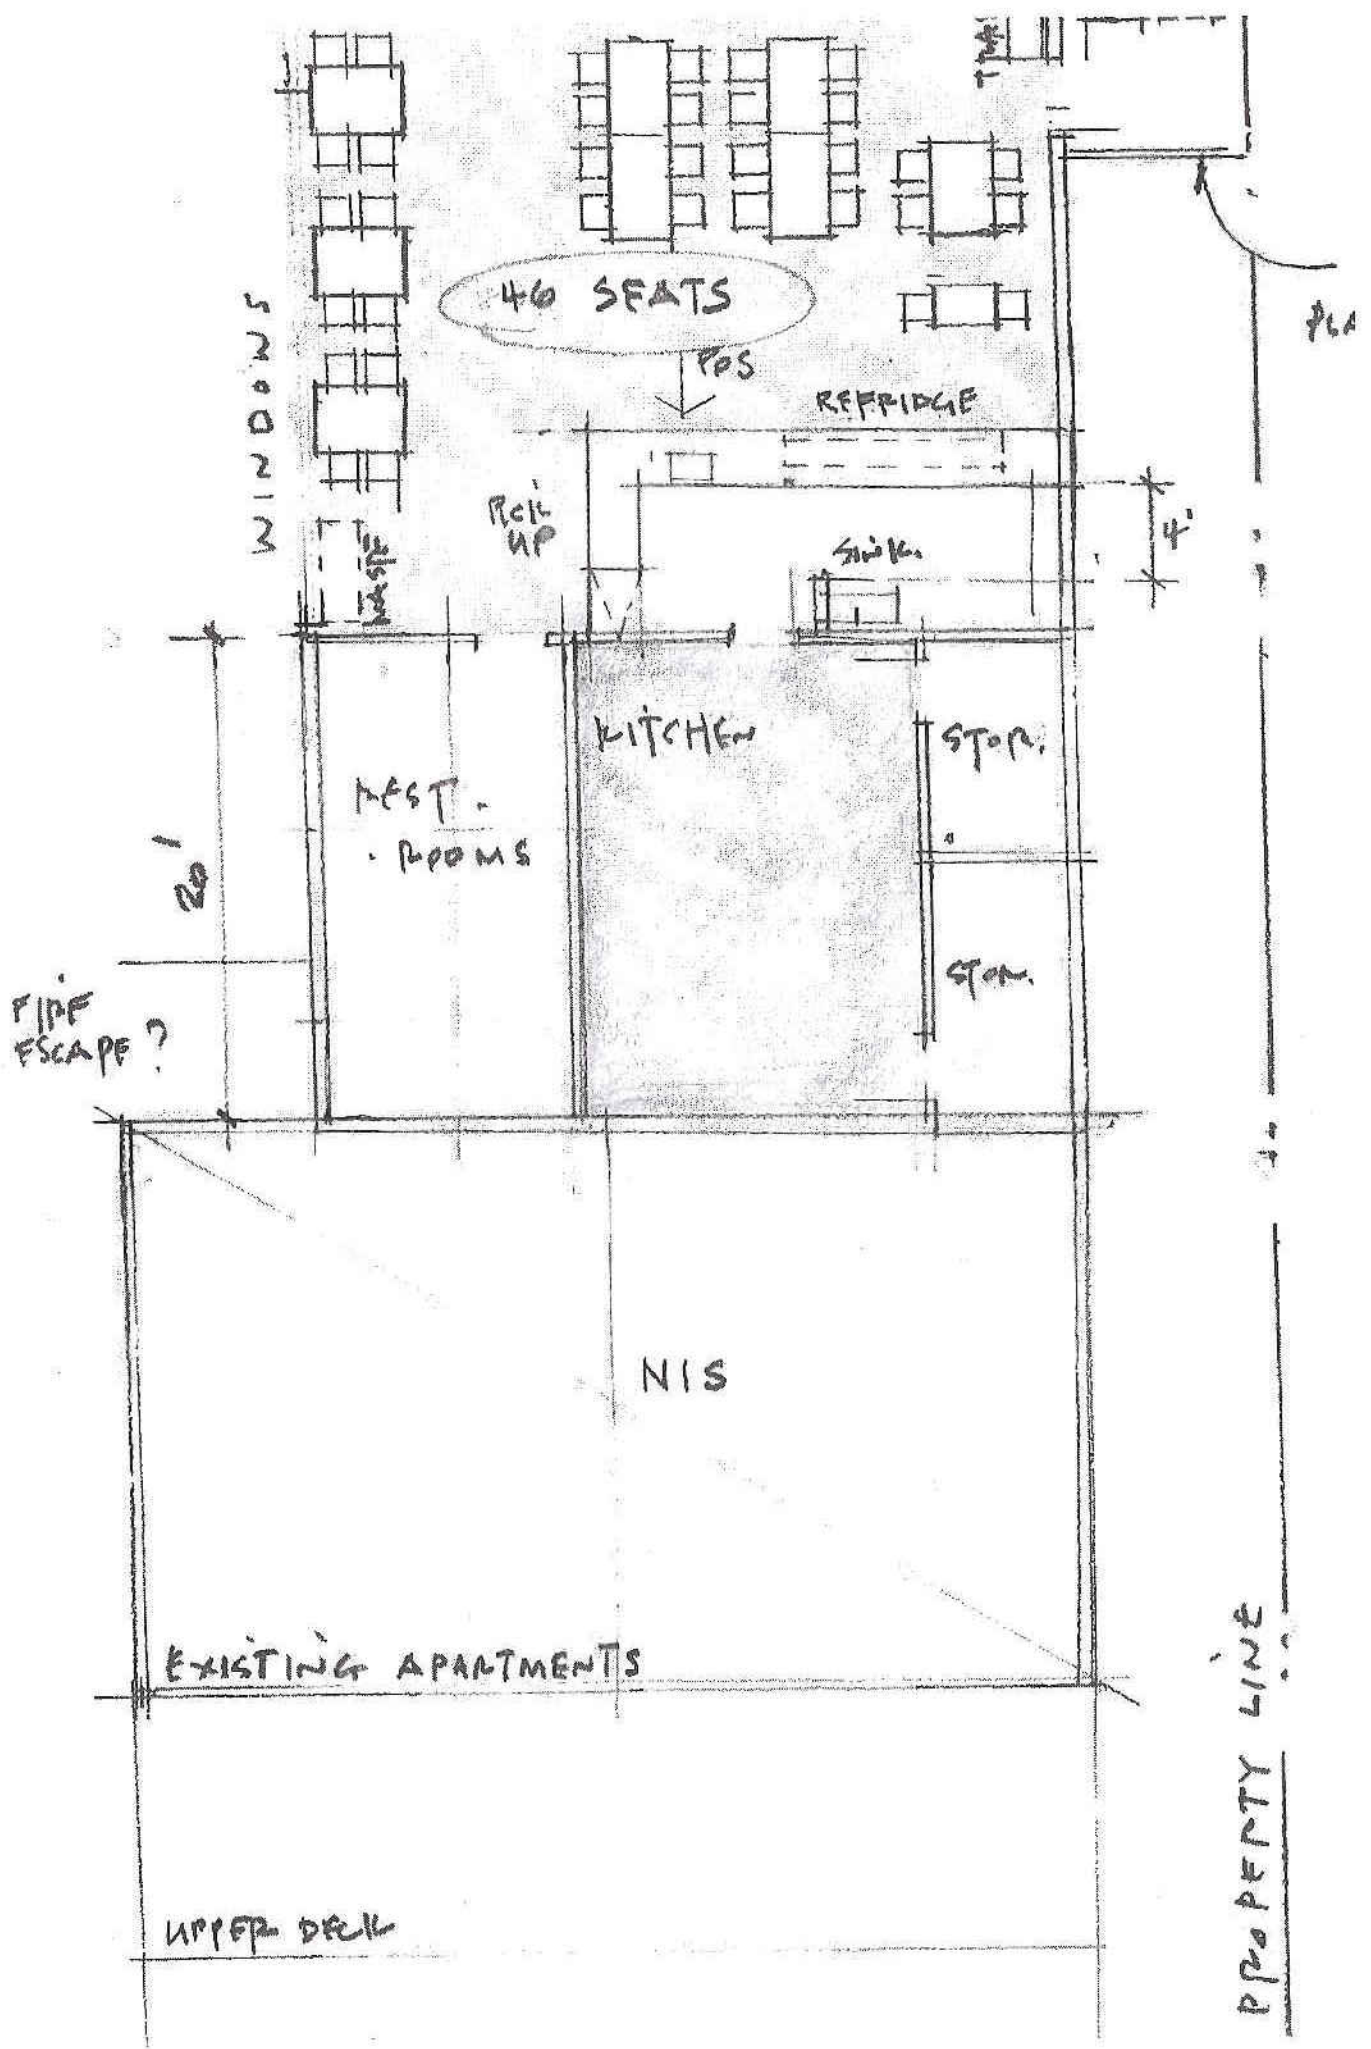 46 SEATS
POS
REFRIDGE
WINDOWS
PICK
UP
SINK.
4'
WASTE
KITCHEN
STOR.
REST.
ROOMS
20'
STOR.
FIRE
ESCAPE?
NIS
EXISTING APARTMENTS
PROPERTY LINE
UPPER DECK